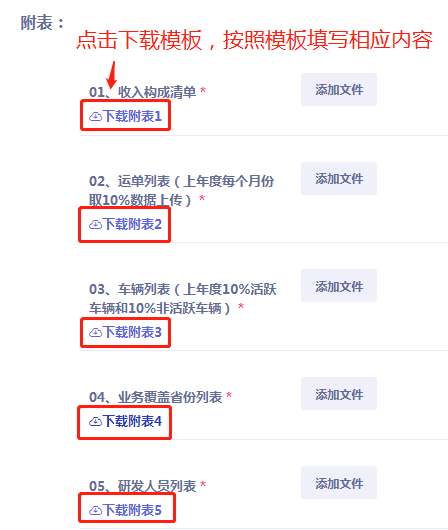 附表：
点击下载模板，按照模板填写相应内容
01、收入构成清单 *
添加文件
下载附表1
02、运单列表（上年度每个月份
取10%数据上传） *
添加文件
下载附表2
03、车辆列表（上年度10%活跃
车辆和10%非活跃车辆） *
添加文件
下载附表3
04、业务覆盖省份列表 *
添加文件
下载附表4
05、研发人员列表 *
添加文件
下载附表5